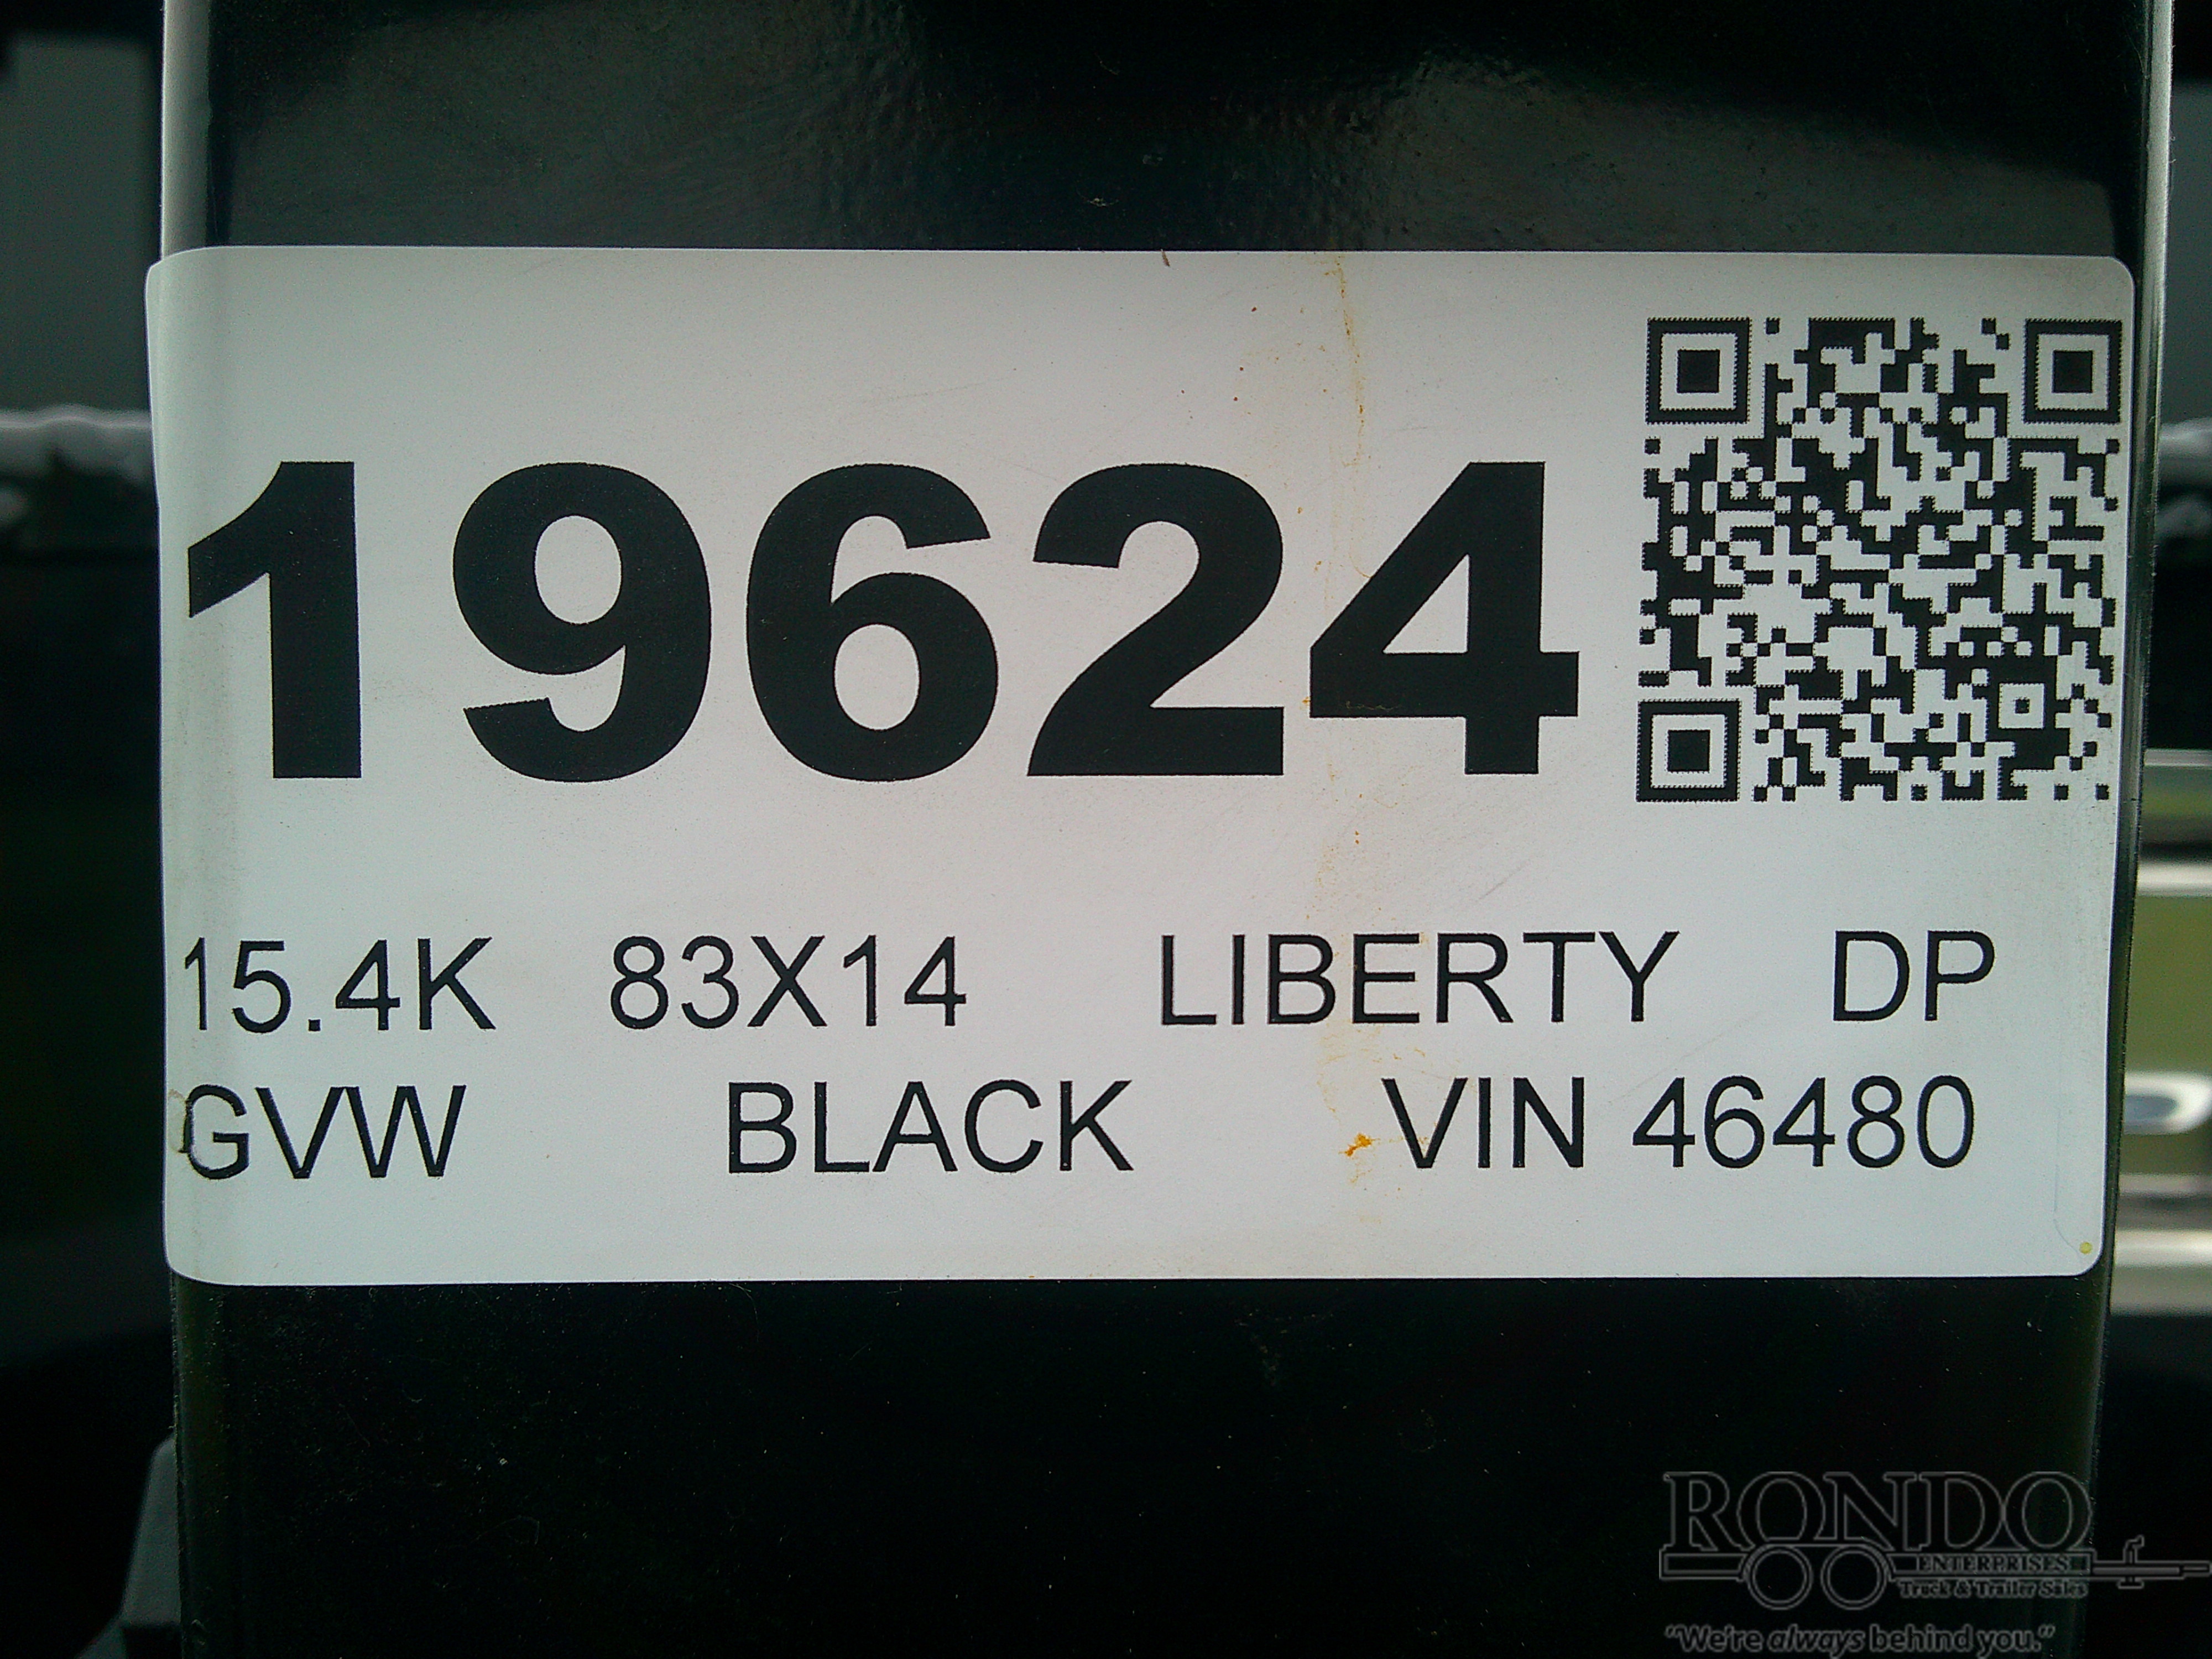 19624
15.4K 83X14 LIBERTY DP
GVW BLACK VIN 46480
RONDO
ENTERPRISES
Truck & Trailer Sales
"We're always behind you."